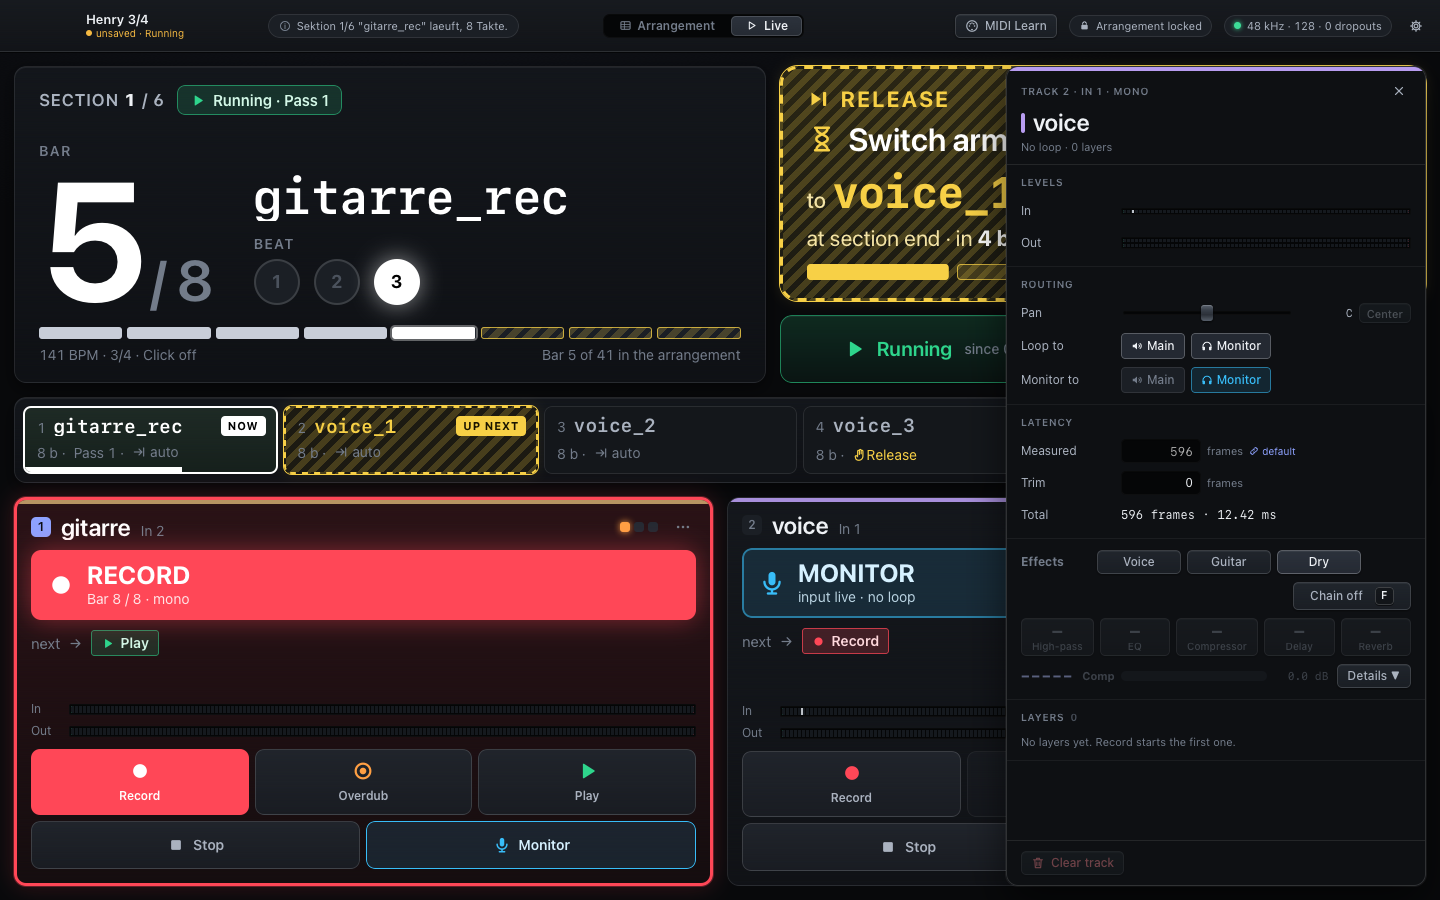 Henry 3/4
unsaved · Running
Sektion 1/6 "gitarre_rec" laeuft, 8 Takte.
Arrangement
Live
MIDI Learn
Arrangement locked
48 kHz · 128 · 0 dropouts
SECTION 1 / 6
Running · Pass 1
BAR
5 / 8
gitarre_rec
BEAT
1 2 3
141 BPM · 3/4 · Click off
Bar 5 of 41 in the arrangement
RELEASE
Switch arm
to voice_1
at section end · in 4 b
Running since
1 gitarre_rec NOW
8 b · Pass 1 · auto
2 voice_1 UP NEXT
8 b · auto
3 voice_2
8 b · auto
4 voice_3
8 b · Release
1 gitarre In 2
RECORD
Bar 8 / 8 · mono
next → Play
In
Out
Record
Overdub
Play
Stop
Monitor
2 voice In 1
MONITOR
input live · no loop
next → Record
In
Out
Record
Stop
TRACK 2 · IN 1 · MONO
voice
No loop · 0 layers
LEVELS
In
Out
ROUTING
Pan C Center
Loop to Main Monitor
Monitor to Main Monitor
LATENCY
Measured 596 frames default
Trim 0 frames
Total 596 frames · 12.42 ms
Effects Voice Guitar Dry
Chain off F
High-pass EQ Compressor Delay Reverb
Comp 0.0 dB Details ▼
LAYERS 0
No layers yet. Record starts the first one.
Clear track